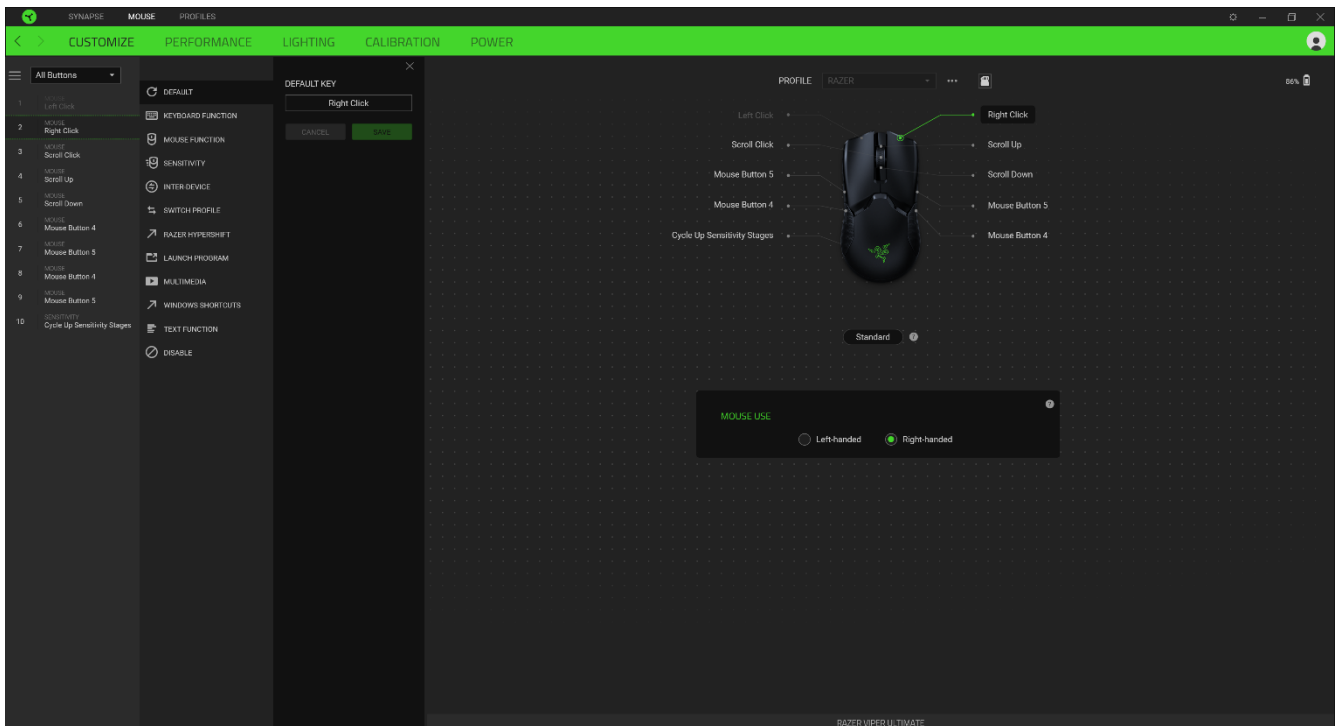 SYNAPSE MOUSE PROFILES
CUSTOMIZE PERFORMANCE LIGHTING CALIBRATION POWER
All Buttons
1 MOUSE
Left Click
2 MOUSE
Right Click
3 MOUSE
Scroll Click
4 MOUSE
Scroll Up
5 MOUSE
Scroll Down
6 MOUSE
Mouse Button 4
7 MOUSE
Mouse Button 5
8 MOUSE
Mouse Button 4
9 MOUSE
Mouse Button 5
10 SENSITIVITY
Cycle Up Sensitivity Stages
DEFAULT
KEYBOARD FUNCTION
MOUSE FUNCTION
SENSITIVITY
INTER-DEVICE
SWITCH PROFILE
RAZER HYPERSHIFT
LAUNCH PROGRAM
MULTIMEDIA
WINDOWS SHORTCUTS
TEXT FUNCTION
DISABLE
DEFAULT KEY
Right Click
CANCEL SAVE
PROFILE RAZER
86%
Left Click Right Click
Scroll Click Scroll Up
Mouse Button 5 Scroll Down
Mouse Button 4 Mouse Button 5
Cycle Up Sensitivity Stages Mouse Button 4
Standard
MOUSE USE
Left-handed Right-handed
RAZER VIPER ULTIMATE